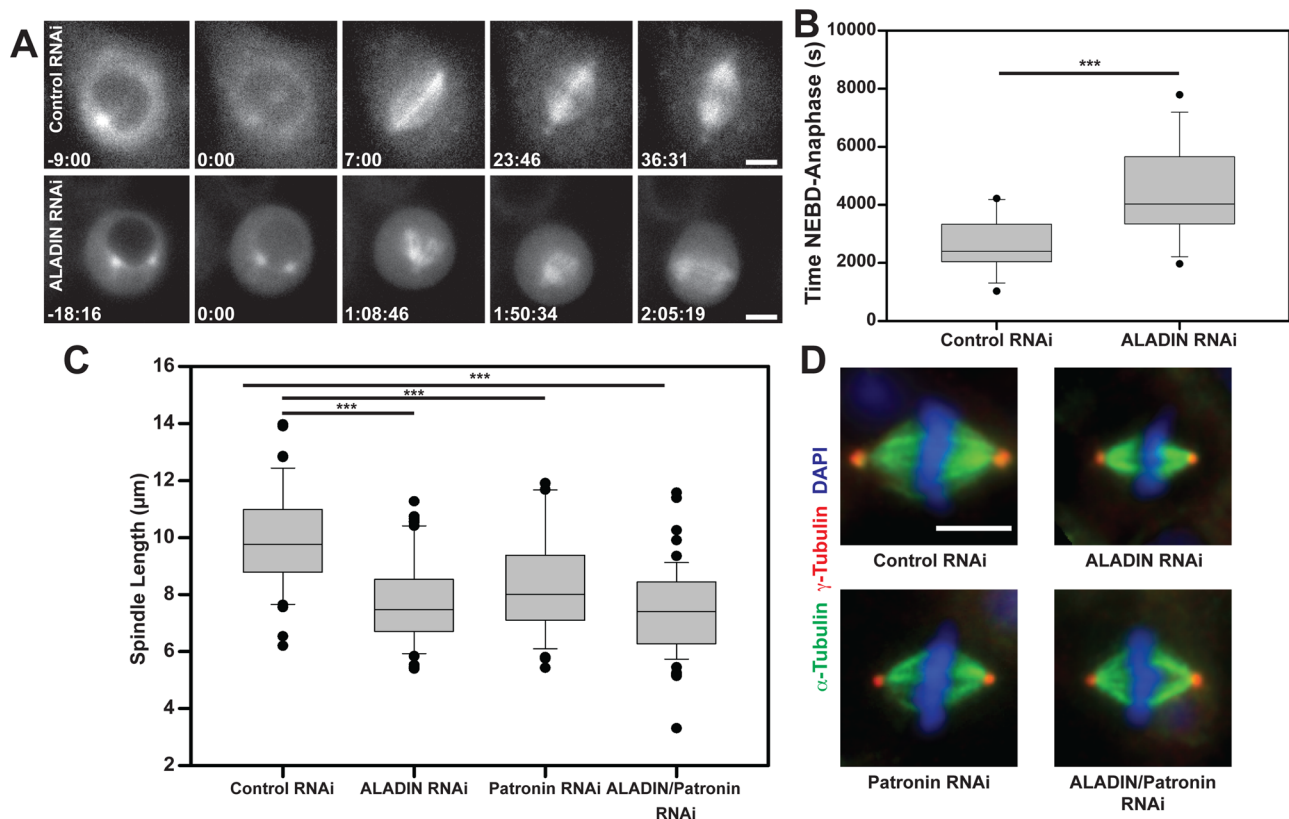 A
Control RNAi
-9:00
0:00
7:00
23:46
36:31
ALADIN RNAi
-18:16
0:00
1:08:46
1:50:34
2:05:19
B
Time NEBD-Anaphase (s)
10000
8000
6000
4000
2000
0
***
Control RNAi
ALADIN RNAi
C
Spindle Length (µm)
16
14
12
10
8
6
4
2
***
***
***
Control RNAi
ALADIN RNAi
Patronin RNAi
ALADIN/Patronin
RNAi
D
α-Tubulin γ-Tubulin DAPI
Control RNAi
ALADIN RNAi
Patronin RNAi
ALADIN/Patronin
RNAi